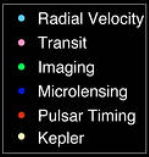 Radial Velocity
Transit
Imaging
Microlensing
Pulsar Timing
Kepler